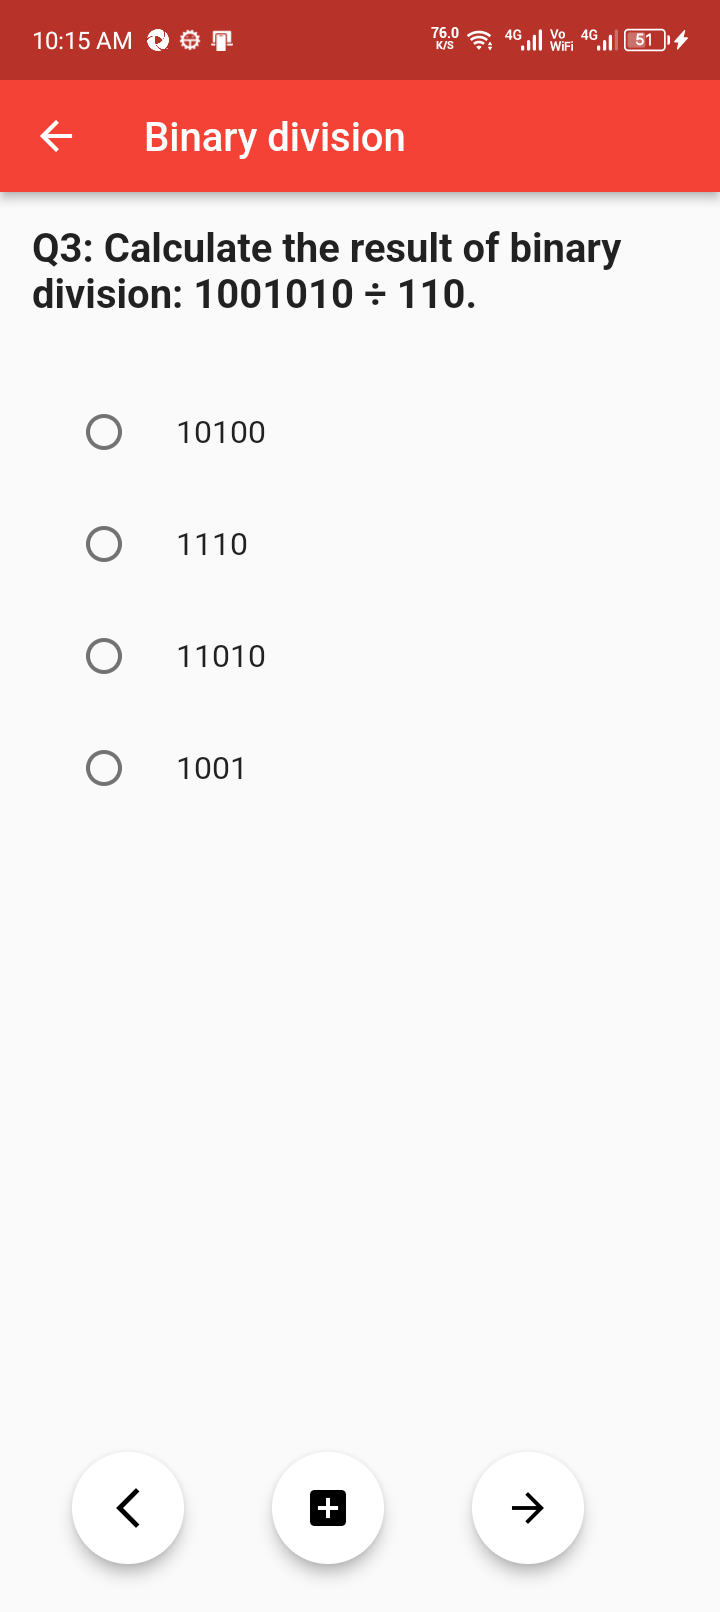 10:15 AM
76.0 K/S 4G Vo WiFi 4G 51
Binary division
Q3: Calculate the result of binary
division: 1001010 ÷ 110.
10100
1110
11010
1001